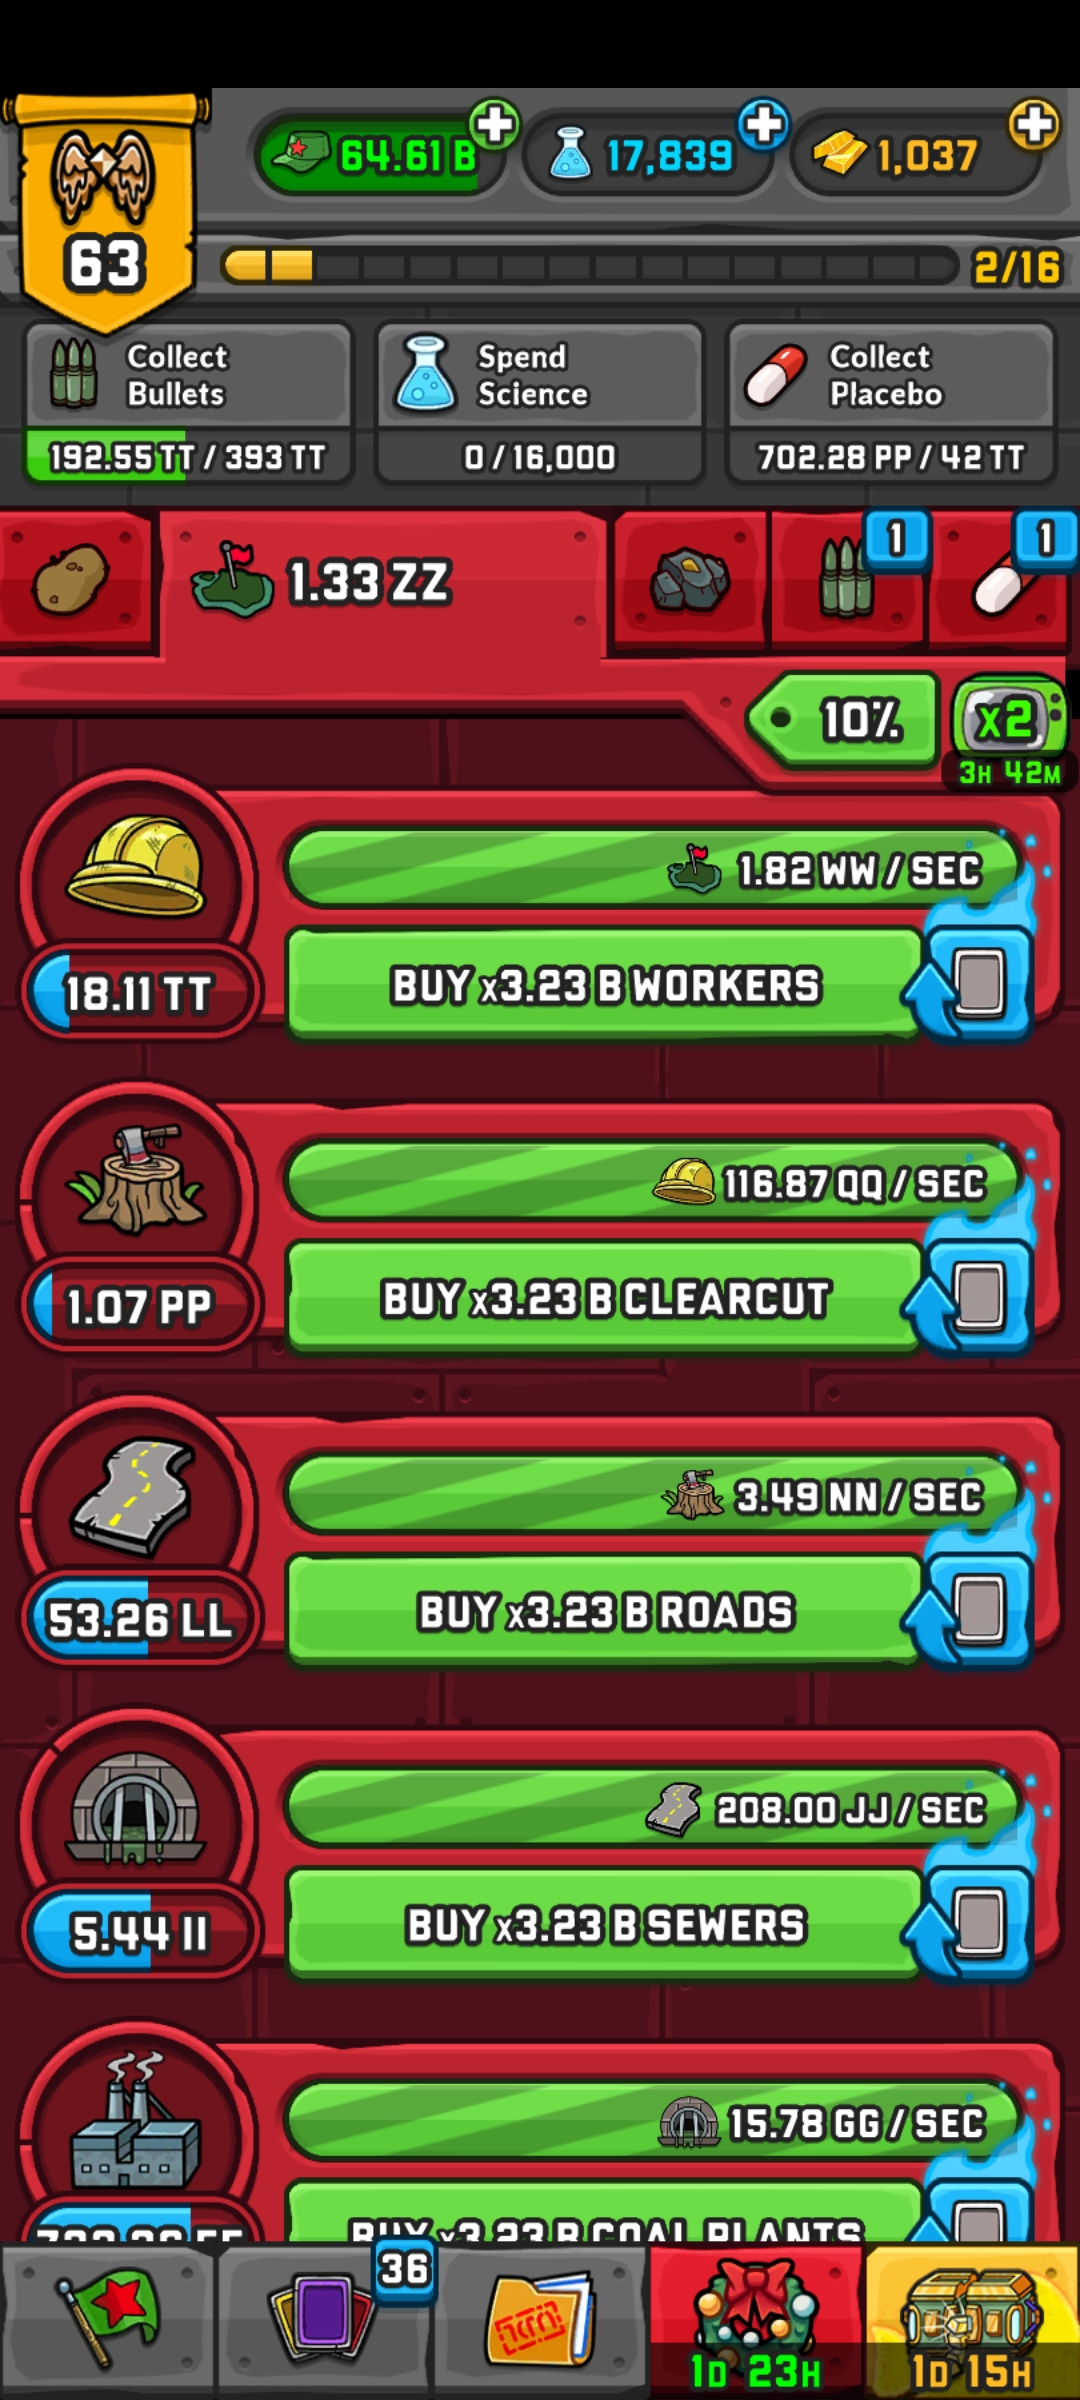 64.61 B
17,839
1,037
63
2/16
Collect
Bullets
192.55 TT / 393 TT
Spend
Science
0 / 16,000
Collect
Placebo
702.28 PP / 42 TT
1.33 ZZ
1
1
10%
x2
3H 42M
1.82 WW / SEC
18.11 TT
BUY x3.23 B WORKERS
116.87 QQ / SEC
1.07 PP
BUY x3.23 B CLEARCUT
3.49 NN / SEC
53.26 LL
BUY x3.23 B ROADS
208.00 JJ / SEC
5.44 II
BUY x3.23 B SEWERS
15.78 GG / SEC
BUY x3.23 B COAL PLANTS
36
1D 23H
1D 15H